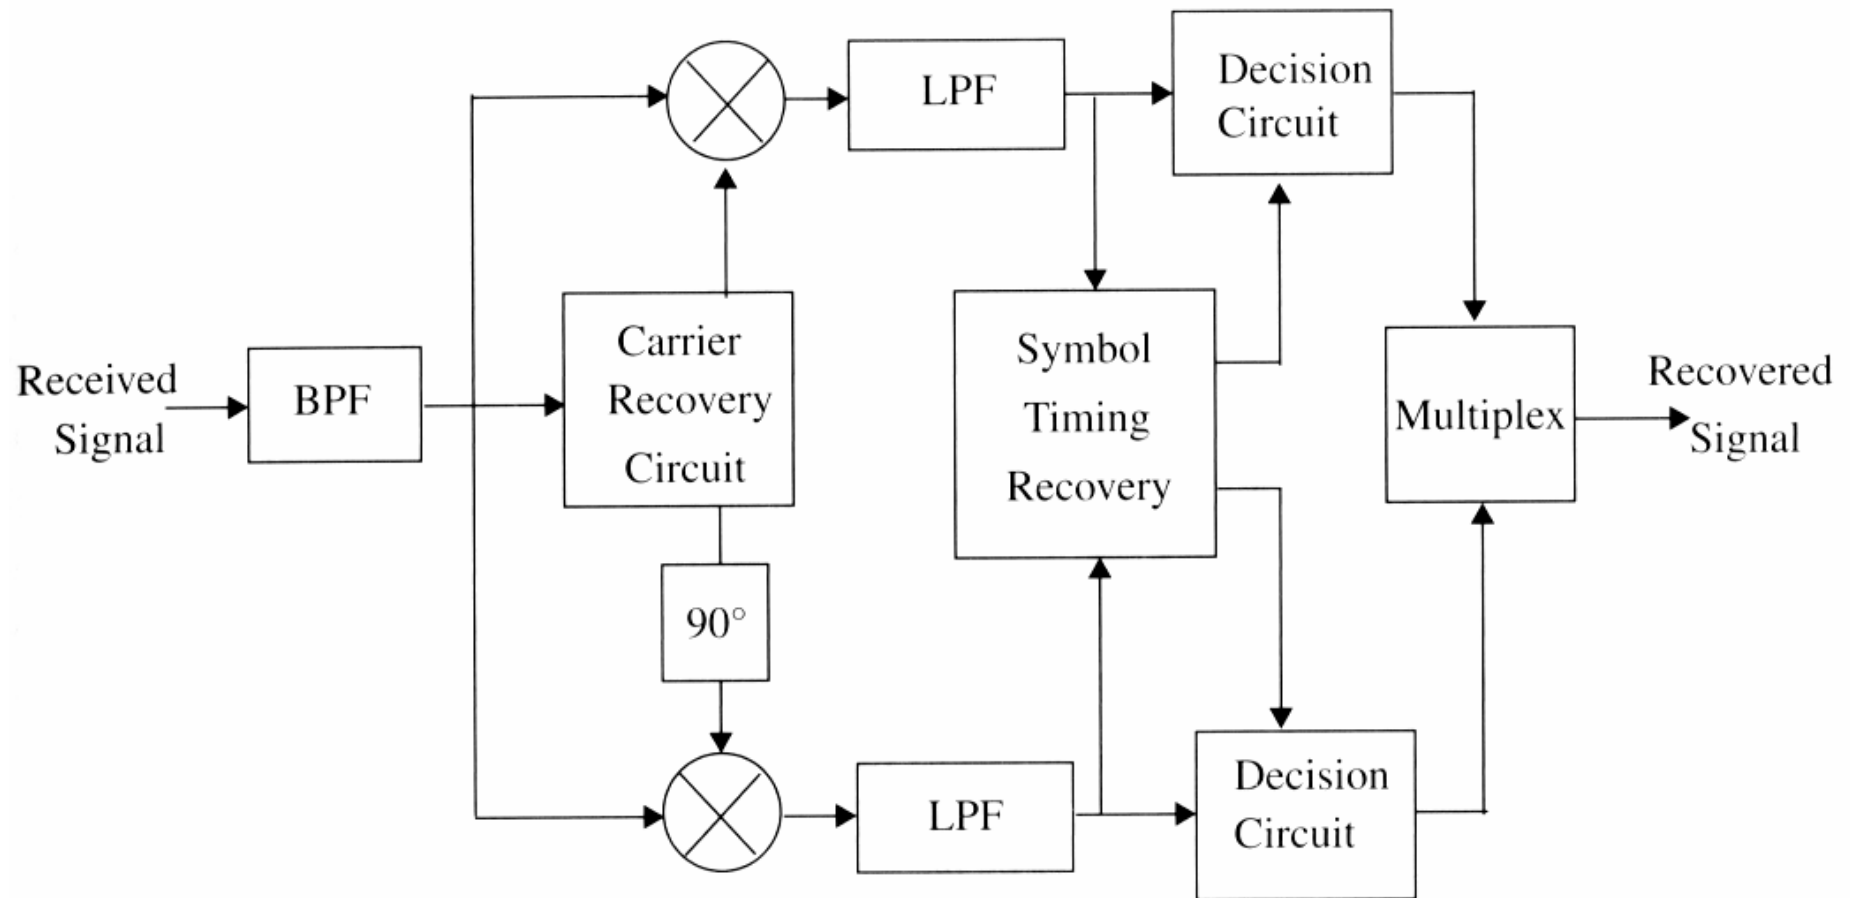 LPF
Decision
Circuit
Received
Signal
BPF
Carrier
Recovery
Circuit
Symbol
Timing
Recovery
Multiplex
Recovered
Signal
90°
LPF
Decision
Circuit